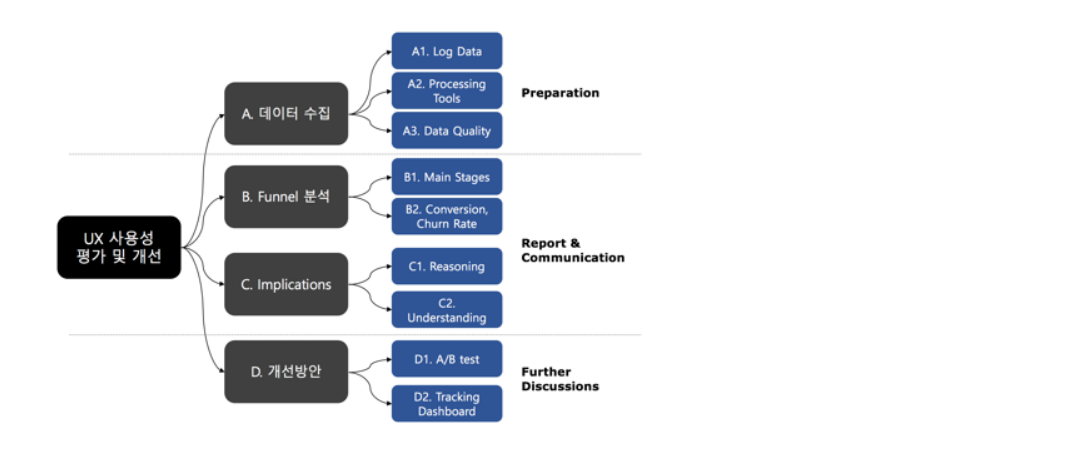 A1. Log Data
A2. Processing
Tools
A3. Data Quality
A. 데이터 수집
Preparation
B1. Main Stages
B2. Conversion,
Churn Rate
B. Funnel 분석
UX 사용성
평가 및 개선
Report &
Communication
C1. Reasoning
C2.
Understanding
C. Implications
D1. A/B test
D2. Tracking
Dashboard
D. 개선방안
Further
Discussions